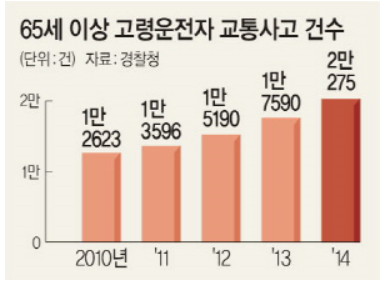 65세 이상 고령운전자 교통사고 건수
(단위:건) 자료:경찰청
2만
1만
0
1만
2623
1만
3596
1만
5190
1만
7590
2만
275
2010년 '11 '12 '13 '14